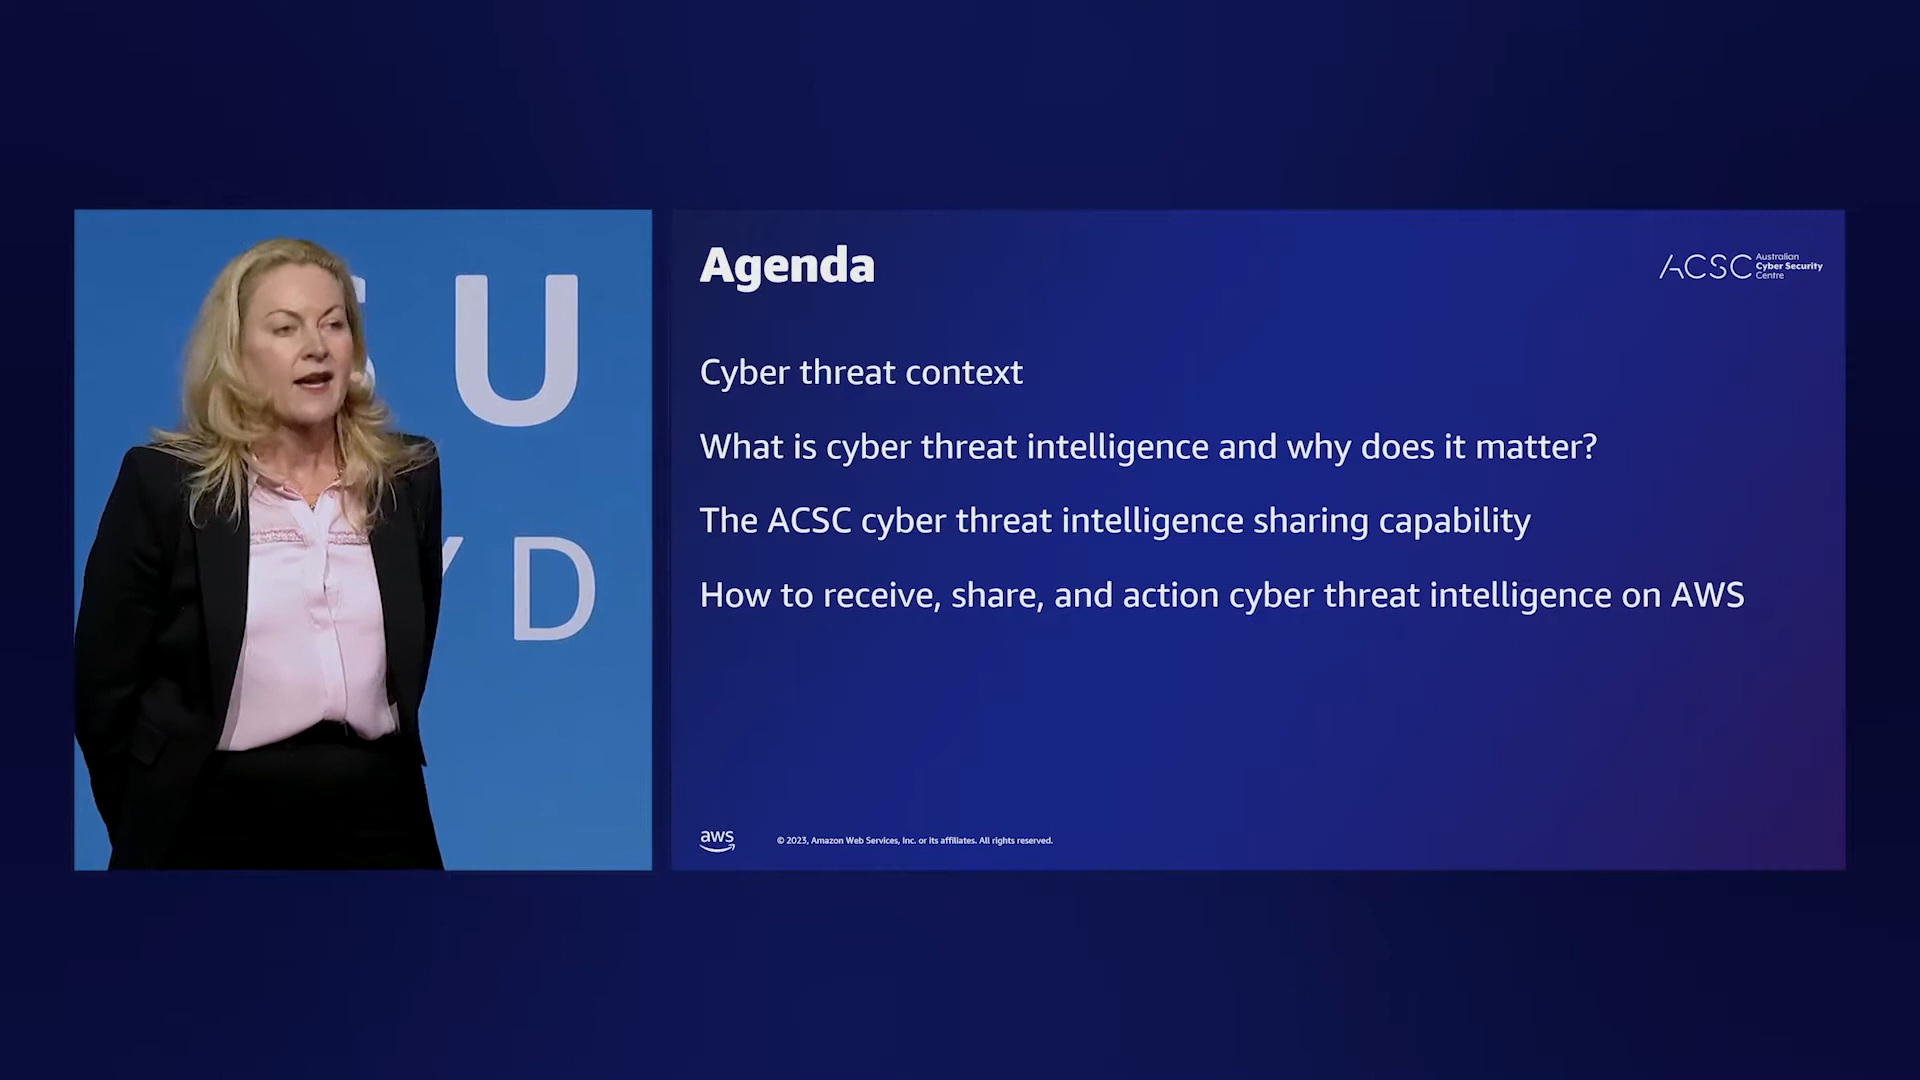 U
D
Agenda
ACSC Australian
Cyber Security
Centre
Cyber threat context
What is cyber threat intelligence and why does it matter?
The ACSC cyber threat intelligence sharing capability
How to receive, share, and action cyber threat intelligence on AWS
aws
© 2023, Amazon Web Services, Inc. or its affiliates. All rights reserved.